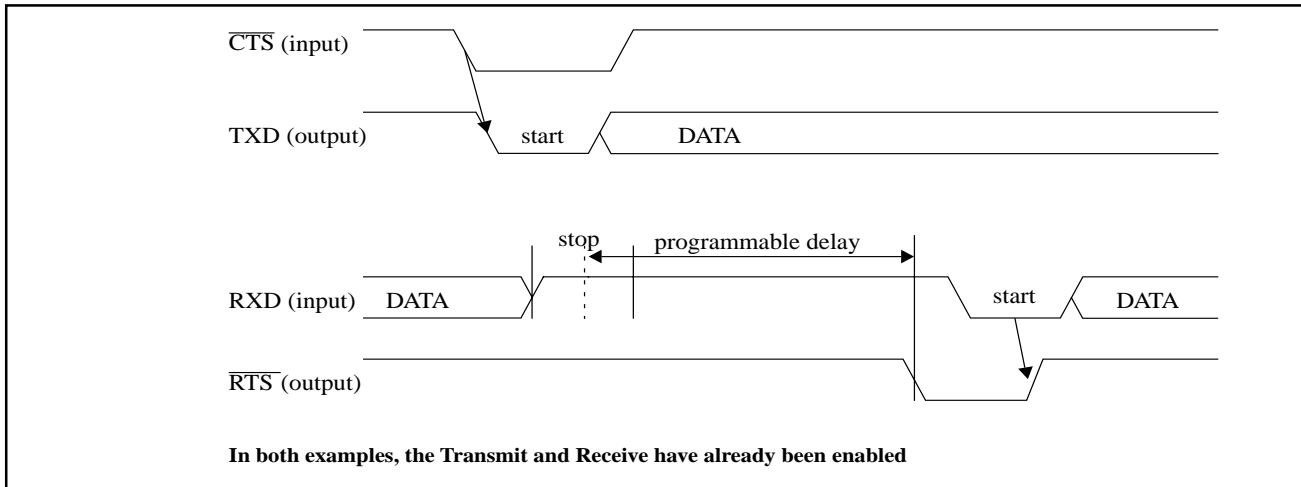 CTS (input)
TXD (output)
start
DATA
stop
programmable delay
RXD (input)
DATA
start
DATA
RTS (output)
In both examples, the Transmit and Receive have already been enabled